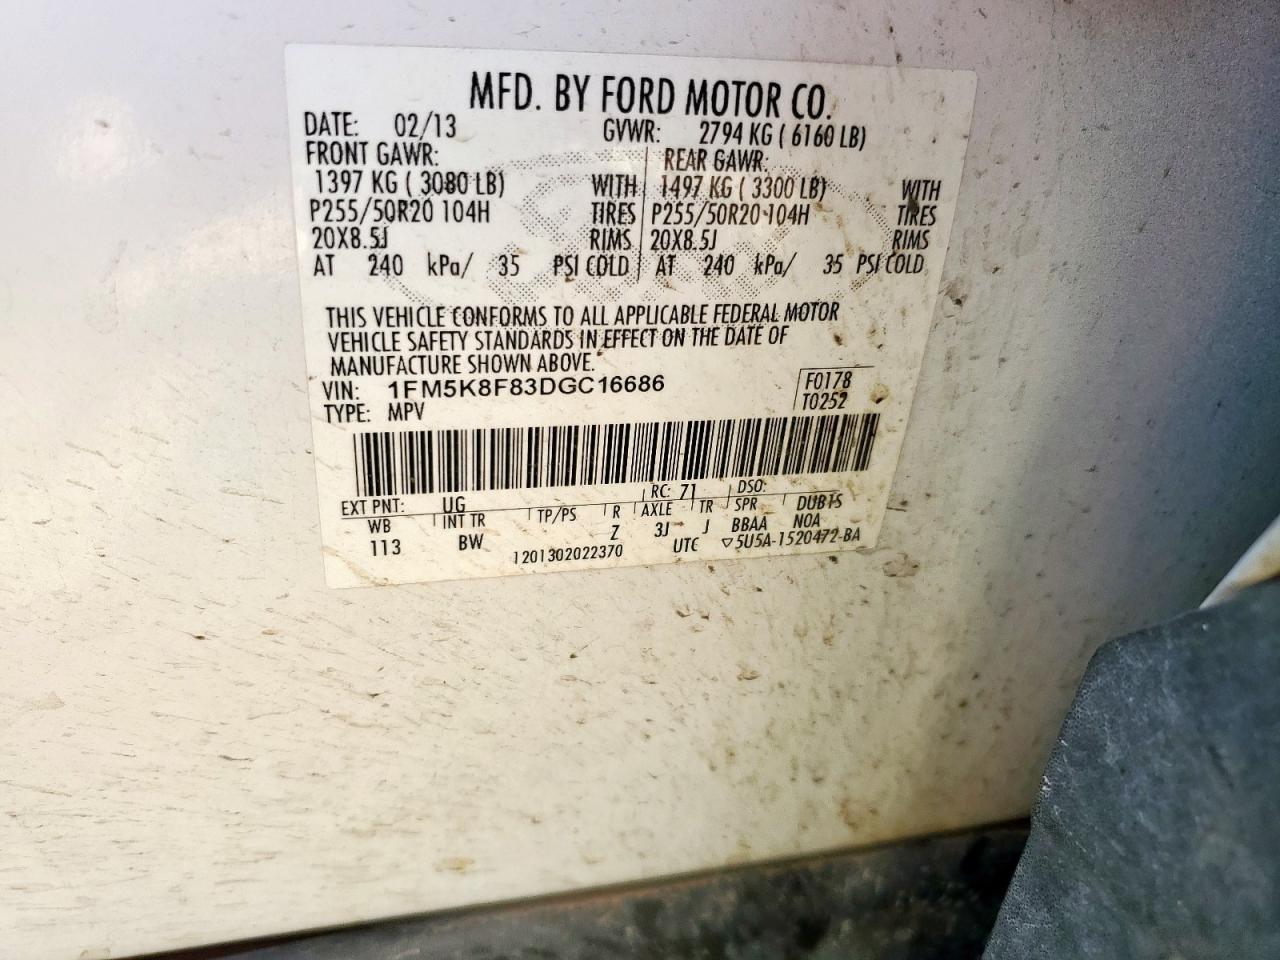 MFD. BY FORD MOTOR CO.
DATE: 02/13 GVWR: 2794 KG ( 6160 LB)
FRONT GAWR: REAR GAWR:
1397 KG ( 3080 LB) WITH 1497 KG ( 3300 LB) WITH
P255/50R20 104H TIRES P255/50R20 104H TIRES
20X8.5J RIMS 20X8.5J RIMS
AT 240 kPa/ 35 PSI COLD AT 240 kPa/ 35 PSI COLD
THIS VEHICLE CONFORMS TO ALL APPLICABLE FEDERAL MOTOR
VEHICLE SAFETY STANDARDS IN EFFECT ON THE DATE OF
MANUFACTURE SHOWN ABOVE.
VIN: 1FM5K8F83DGC16686 F0178
TYPE: MPV T0252
EXT PNT: UG RC: 71 DSO:
WB INT TR TP/PS R AXLE TR SPR DUBTS
113 BW Z 3J J BBAA NOA
1201302022370 UTC ▽5U5A-1520472-BA